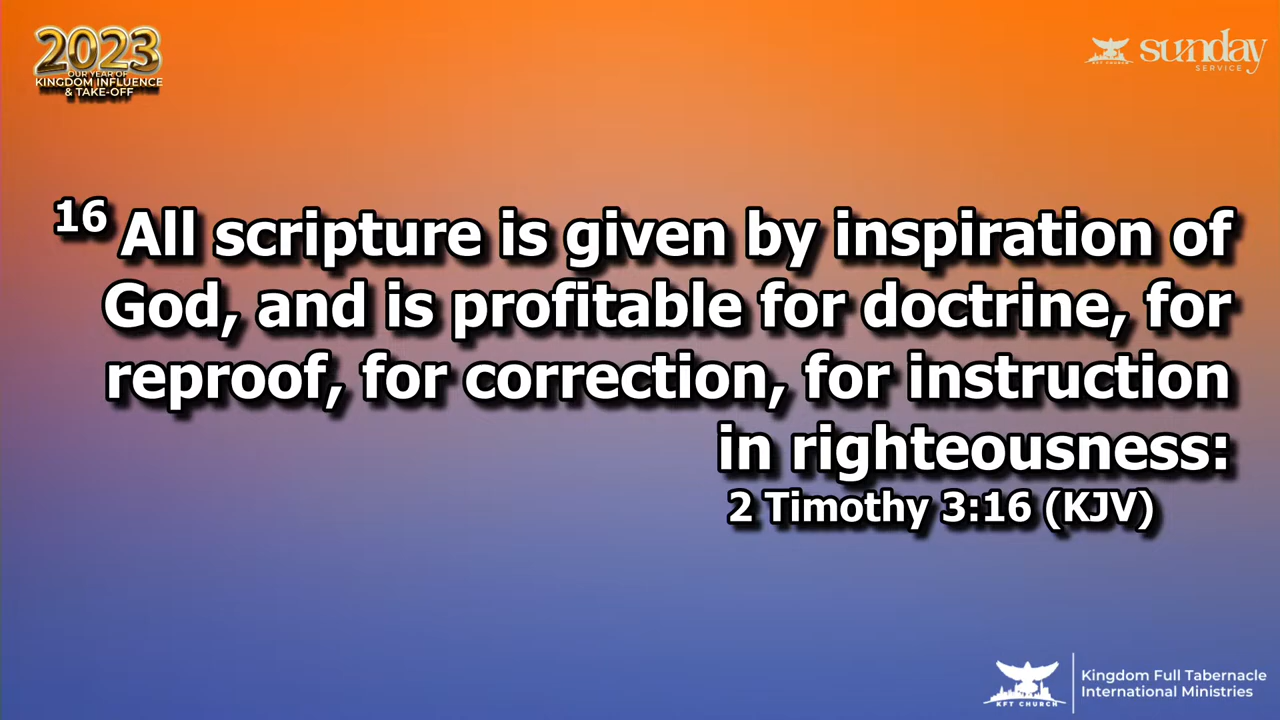 2023
OUR YEAR OF
KINGDOM INFLUENCE
& TAKE-OFF
KFT CHURCH
sunday
SERVICE
16 All scripture is given by inspiration of
God, and is profitable for doctrine, for
reproof, for correction, for instruction
in righteousness:
2 Timothy 3:16 (KJV)
KFT CHURCH
Kingdom Full Tabernacle
International Ministries